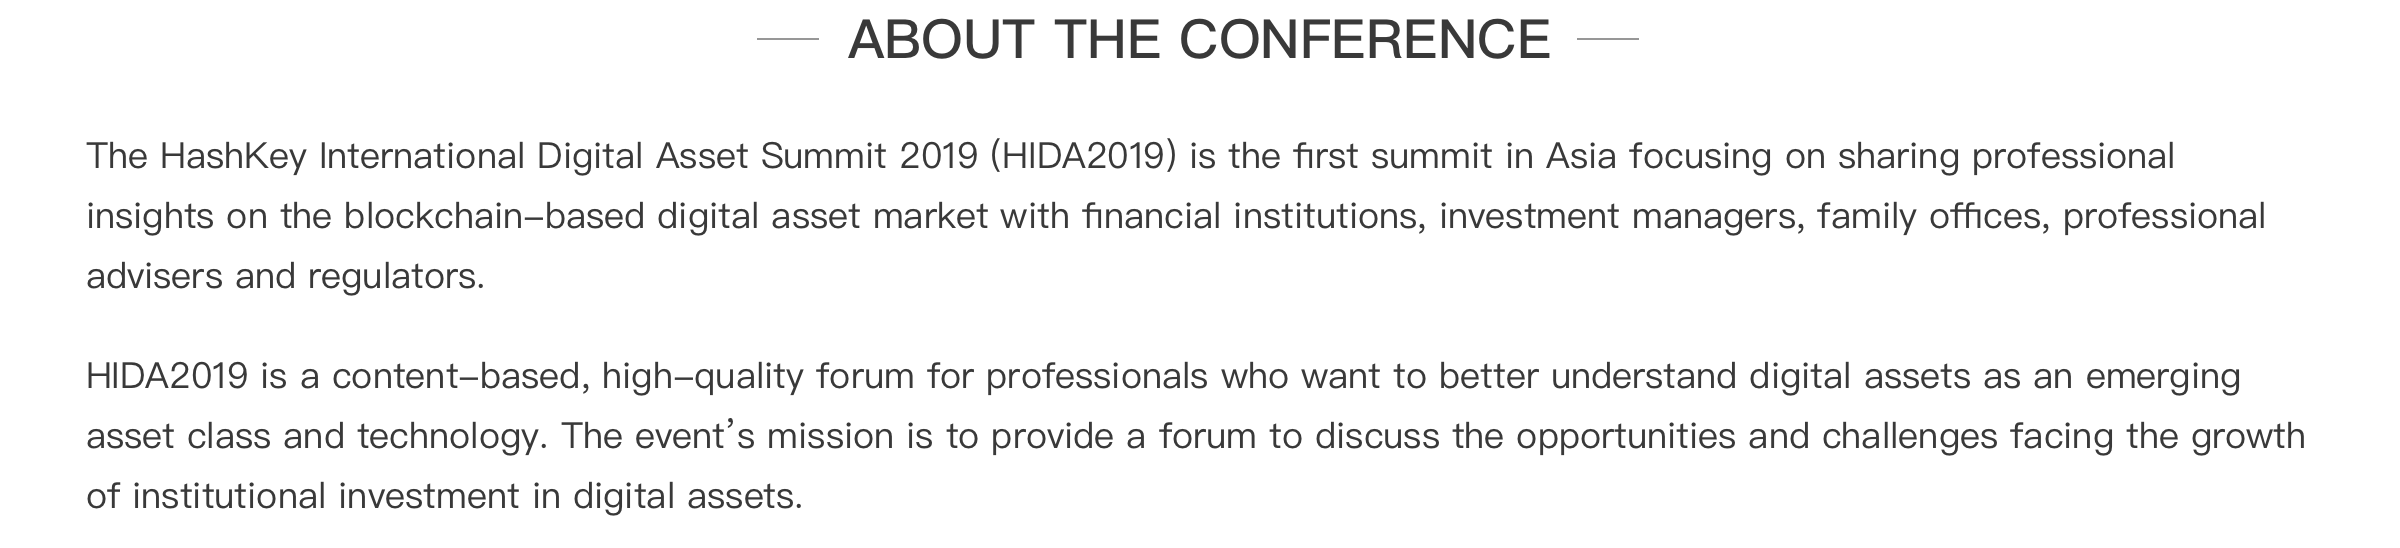 ABOUT THE CONFERENCE
The HashKey International Digital Asset Summit 2019 (HIDA2019) is the first summit in Asia focusing on sharing professional
insights on the blockchain–based digital asset market with financial institutions, investment managers, family offices, professional
advisers and regulators.
HIDA2019 is a content–based, high–quality forum for professionals who want to better understand digital assets as an emerging
asset class and technology. The event’s mission is to provide a forum to discuss the opportunities and challenges facing the growth
of institutional investment in digital assets.